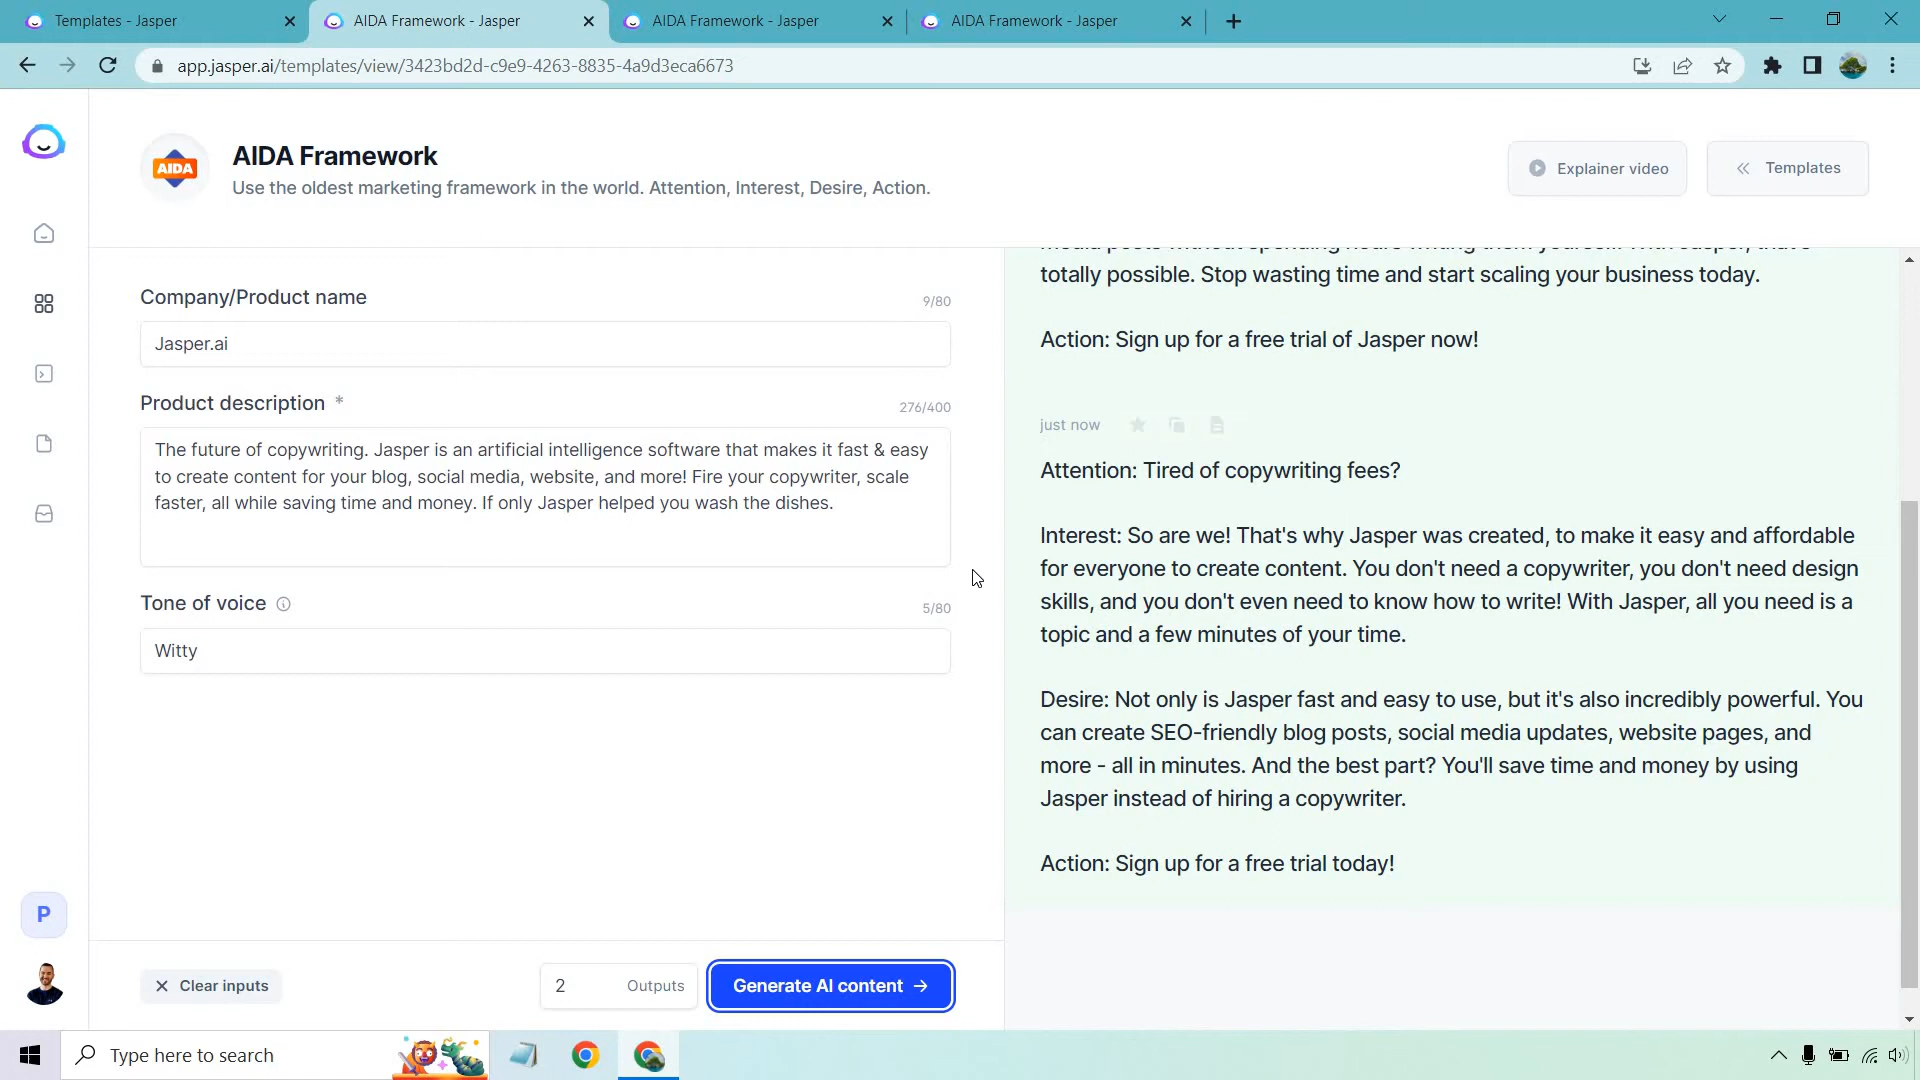 Templates - Jasper
AIDA Framework - Jasper
AIDA Framework - Jasper
AIDA Framework - Jasper
app.jasper.ai/templates/view/3423bd2d-c9e9-4263-8835-4a9d3eca6673
AIDA
AIDA Framework
Use the oldest marketing framework in the world. Attention, Interest, Desire, Action.
Explainer video
Templates
Company/Product name
9/80
Jasper.ai
Product description *
276/400
The future of copywriting. Jasper is an artificial intelligence software that makes it fast & easy
to create content for your blog, social media, website, and more! Fire your copywriter, scale
faster, all while saving time and money. If only Jasper helped you wash the dishes.
Tone of voice
5/80
Witty
Clear inputs
2
Outputs
Generate AI content
totally possible. Stop wasting time and start scaling your business today.
Action: Sign up for a free trial of Jasper now!
just now
Attention: Tired of copywriting fees?
Interest: So are we! That's why Jasper was created, to make it easy and affordable
for everyone to create content. You don't need a copywriter, you don't need design
skills, and you don't even need to know how to write! With Jasper, all you need is a
topic and a few minutes of your time.
Desire: Not only is Jasper fast and easy to use, but it's also incredibly powerful. You
can create SEO-friendly blog posts, social media updates, website pages, and
more - all in minutes. And the best part? You'll save time and money by using
Jasper instead of hiring a copywriter.
Action: Sign up for a free trial today!
P
Type here to search